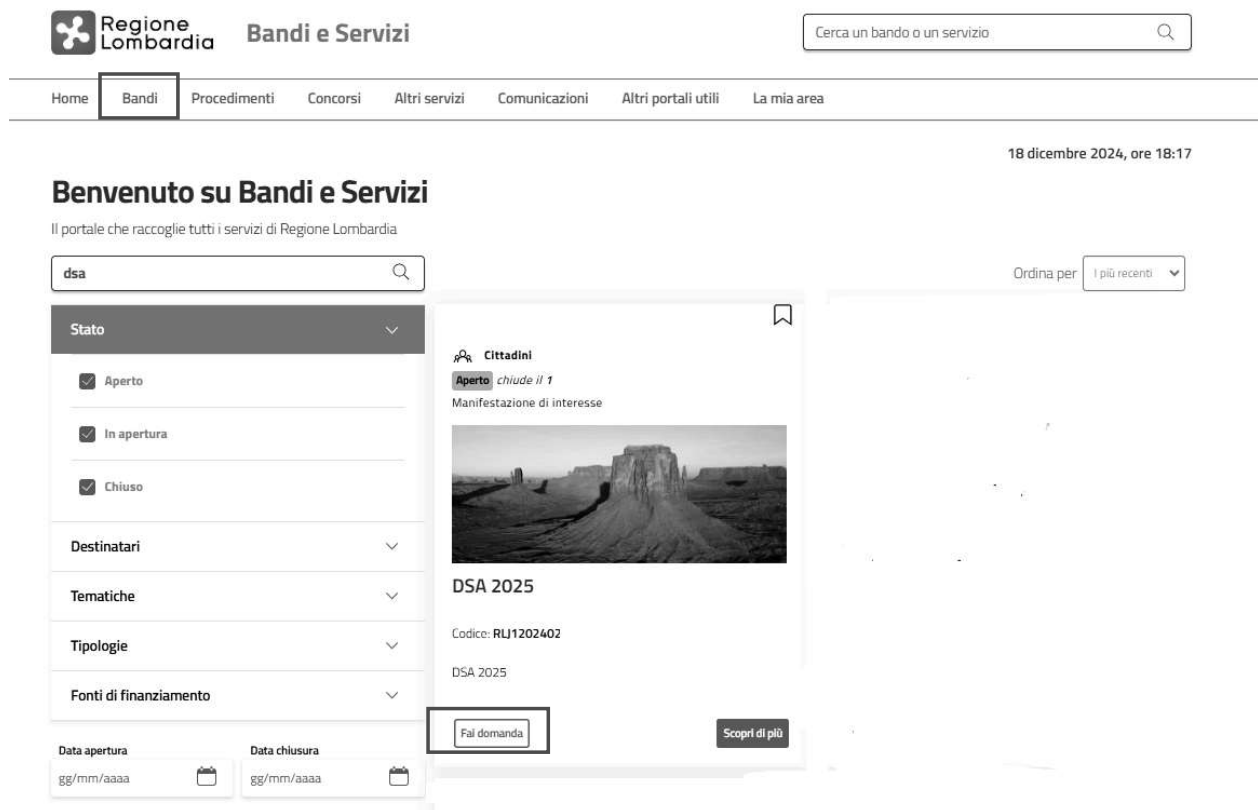 Regione
Lombardia
Bandi e Servizi
Cerca un bando o un servizio
Home Bandi Procedimenti Concorsi Altri servizi Comunicazioni Altri portali utili La mia area
18 dicembre 2024, ore 18:17
Benvenuto su Bandi e Servizi
Il portale che raccoglie tutti i servizi di Regione Lombardia
dsa
Ordina per I più recenti
Stato
Aperto
In apertura
Chiuso
Destinatari
Tematiche
Tipologie
Fonti di finanziamento
Data apertura Data chiusura
gg/mm/aaaa gg/mm/aaaa
Cittadini
Aperto chiude il 1
Manifestazione di interesse
DSA 2025
Codice: RLJ1202402
DSA 2025
Fai domanda Scopri di più